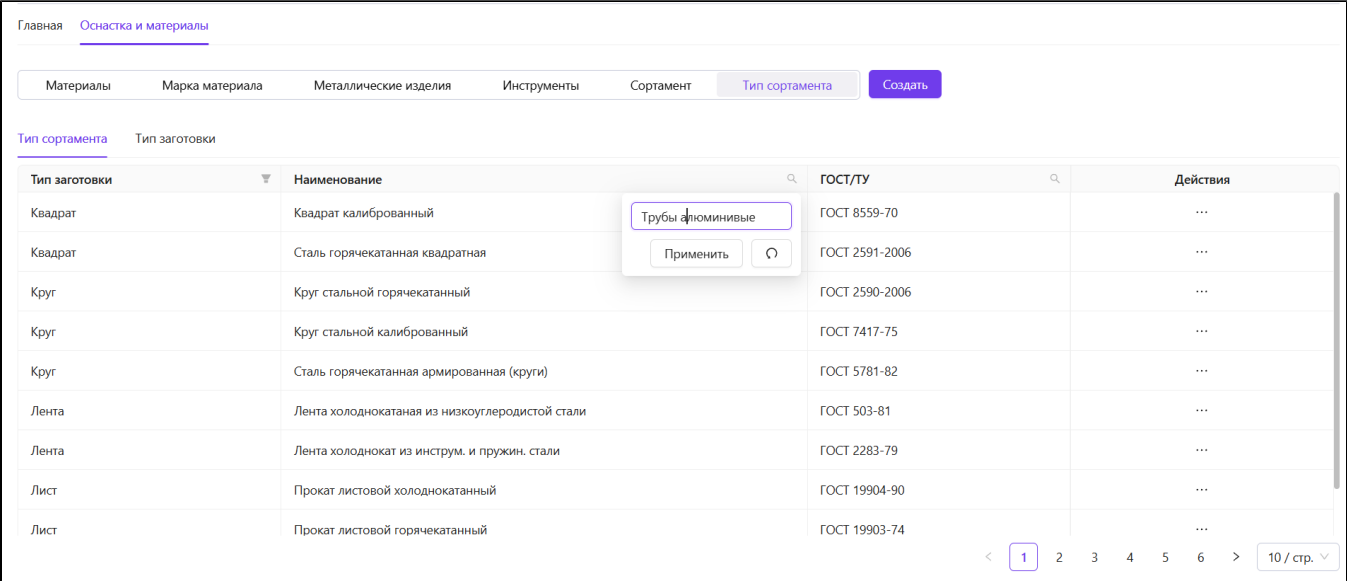 Главная Оснастка и материалы
Материалы Марка материала Металлические изделия Инструменты Сортамент Тип сортамента Создать
Тип сортамента Тип заготовки
Тип заготовки Наименование ГОСТ/ТУ Действия
Квадрат Квадрат калиброванный ГОСТ 8559-70 ...
Трубы алюминивые
Квадрат Сталь горячекатанная квадратная Применить ГОСТ 2591-2006 ...
Круг Круг стальной горячекатанный ГОСТ 2590-2006 ...
Круг Круг стальной калиброванный ГОСТ 7417-75 ...
Круг Сталь горячекатанная армированная (круги) ГОСТ 5781-82 ...
Лента Лента холоднокатаная из низкоуглеродистой стали ГОСТ 503-81 ...
Лента Лента холоднокат из инструм. и пружин. стали ГОСТ 2283-79 ...
Лист Прокат листовой холоднокатанный ГОСТ 19904-90 ...
Лист Прокат листовой горячекатанный ГОСТ 19903-74 ...
< 1 2 3 4 5 6 > 10 / стр.